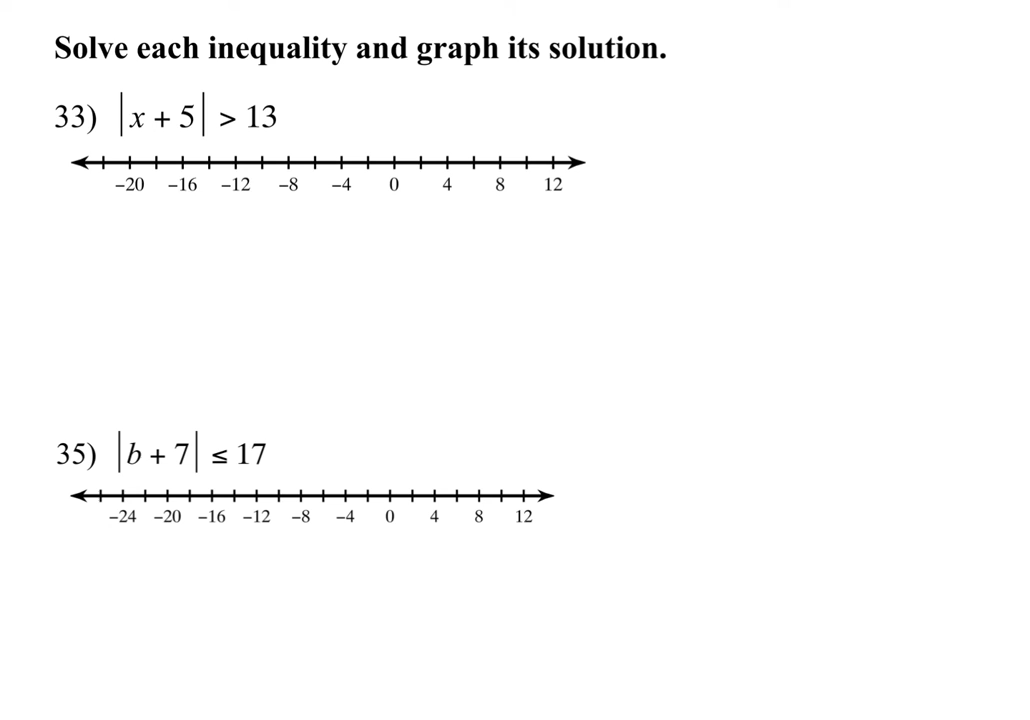 Solve each inequality and graph its solution.
33) |x + 5| > 13
−20 −16 −12 −8 −4 0 4 8 12
35) |b + 7| ≤ 17
−24 −20 −16 −12 −8 −4 0 4 8 12